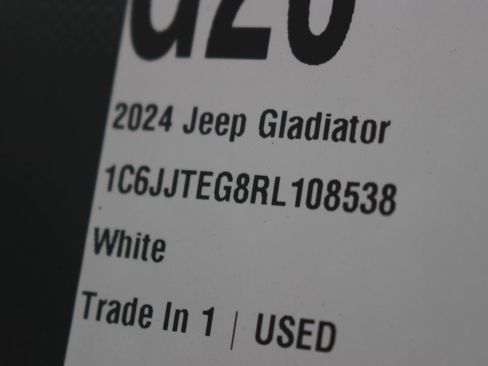 2024 Jeep Gladiator
1C6JJTEG8RL108538
White
Trade In 1 | USED